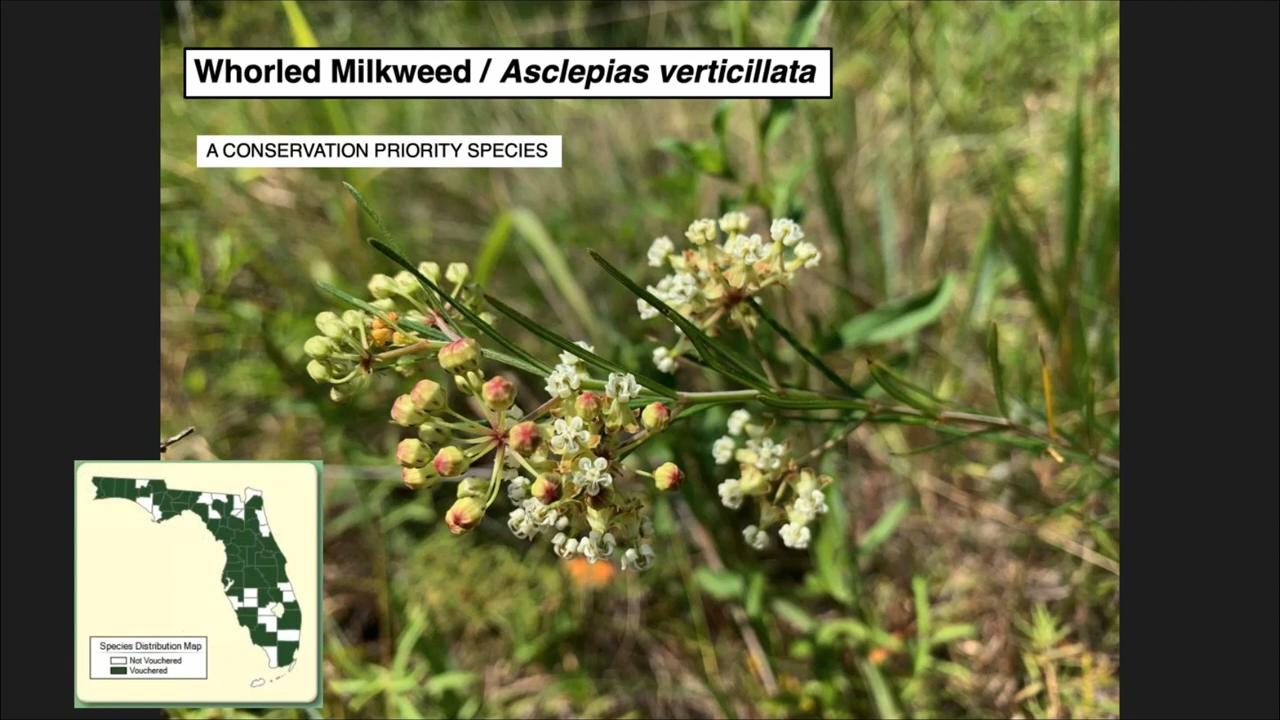 Whorled Milkweed / Asclepias verticillata
A CONSERVATION PRIORITY SPECIES
Species Distribution Map
Not Vouchered
Vouchered